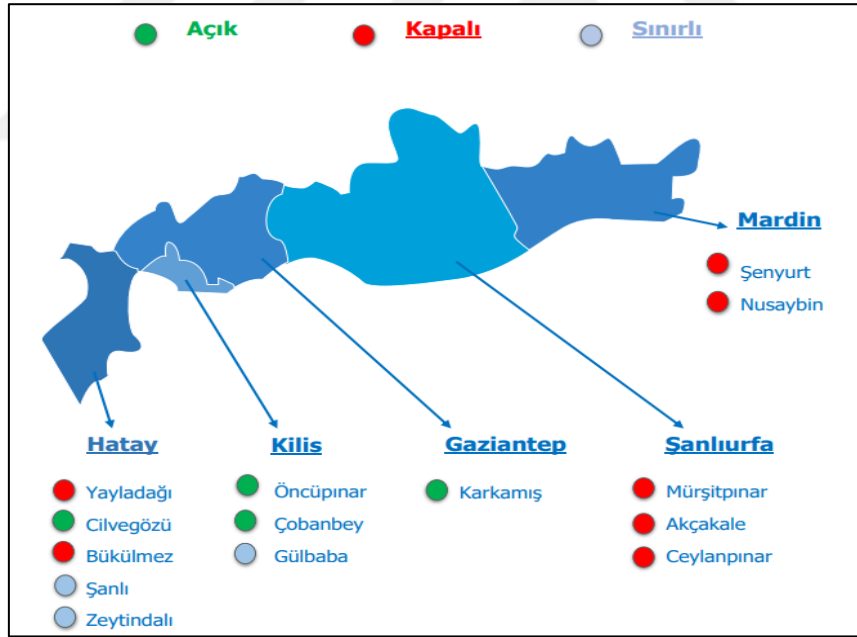 Açık Kapalı Sınırlı
Mardin
Şenyurt
Nusaybin
Hatay
Yayladağı
Cilvegözü
Bükülmez
Şanlı
Zeytindalı
Kilis
Öncüpınar
Çobanbey
Gülbaba
Gaziantep
Karkamış
Şanlıurfa
Mürşitpınar
Akçakale
Ceylanpınar